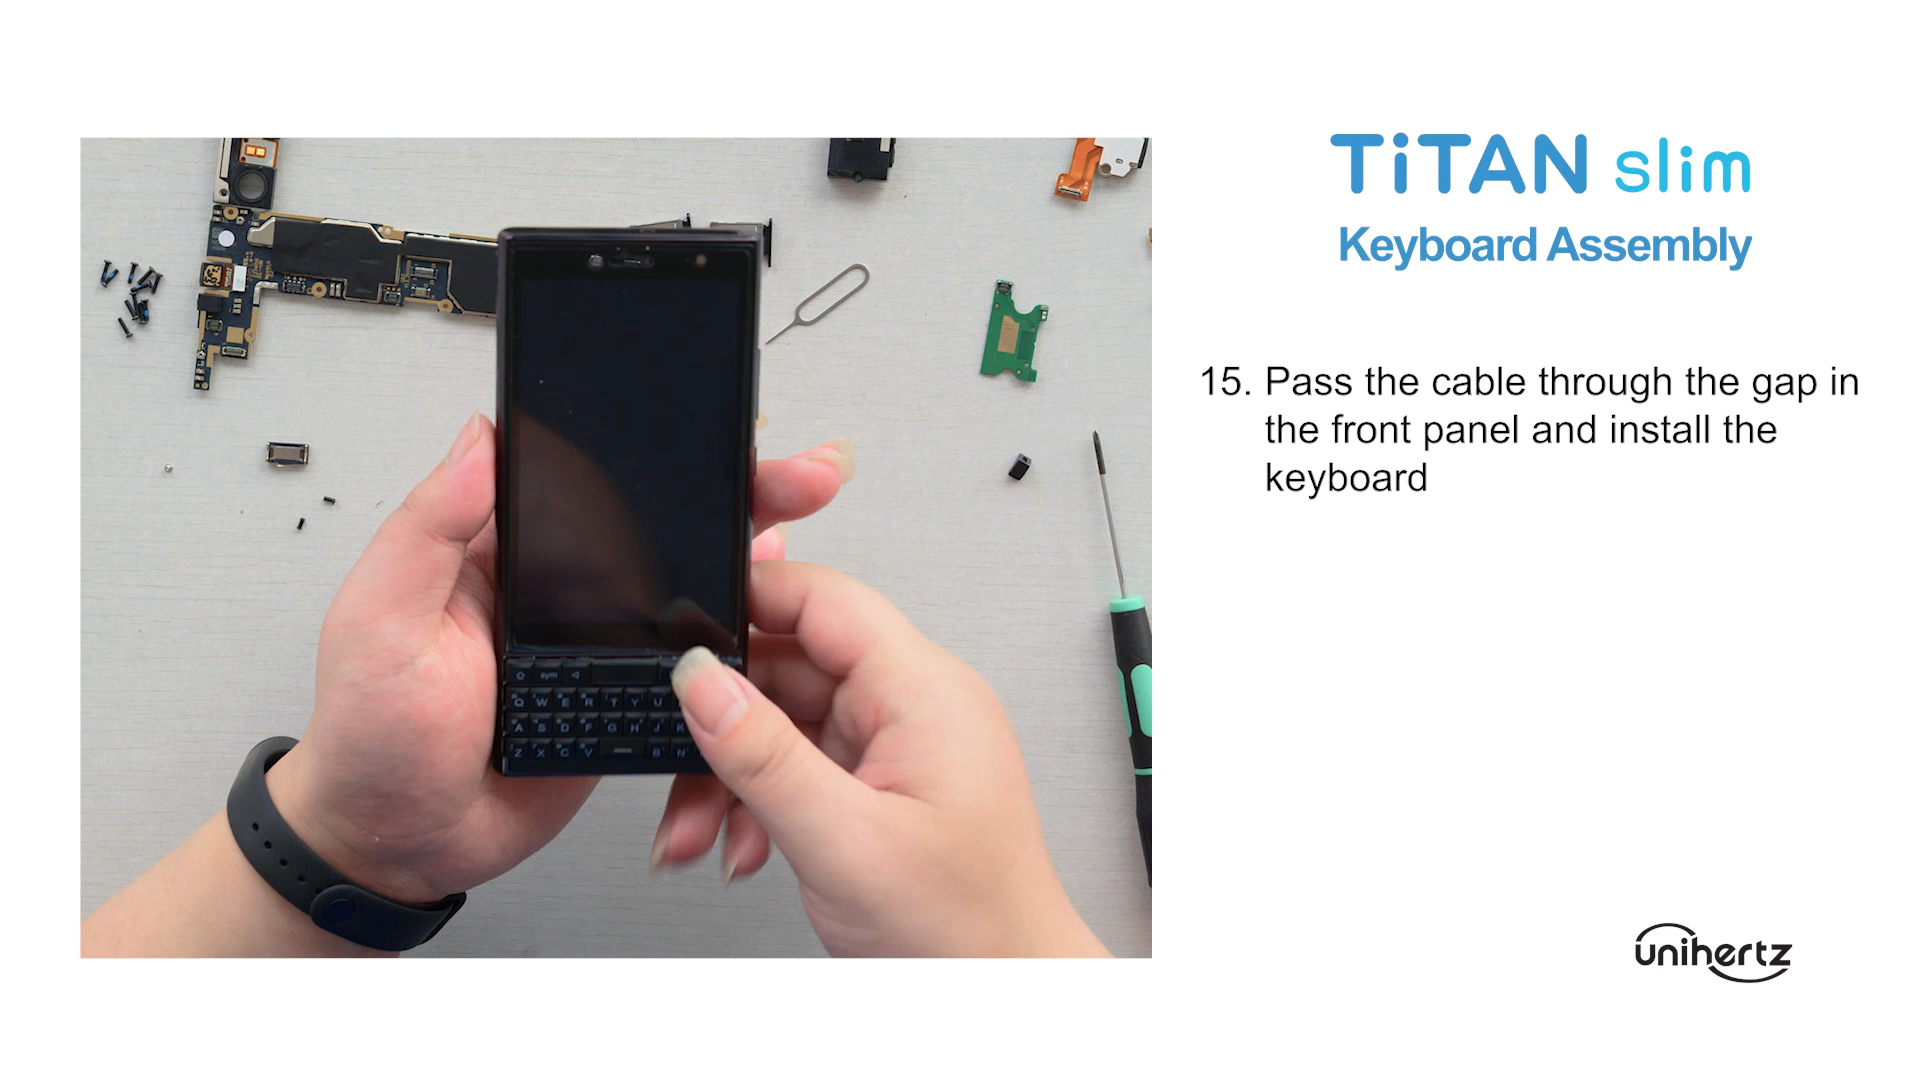 TiTAN slim
Keyboard Assembly
15. Pass the cable through the gap in
the front panel and install the
keyboard
sym
Q W E R T Y U
A S D F G H J K
Z X C V B N
unihertz